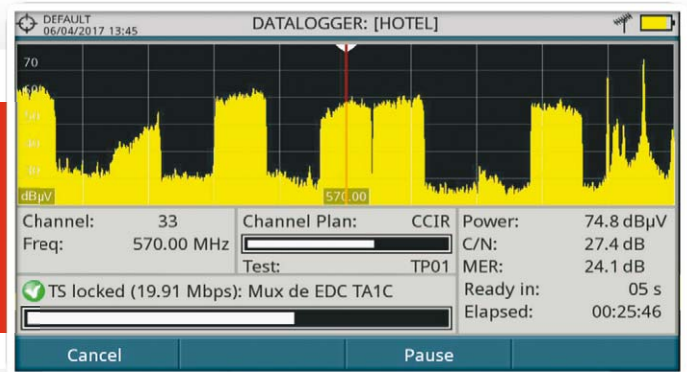 DEFAULT
06/04/2017 13:45
DATALOGGER: [HOTEL]
70
dBµV
570.00
Channel: 33
Freq: 570.00 MHz
Channel Plan: CCIR
Test: TP01
TS locked (19.91 Mbps): Mux de EDC TA1C
Power: 74.8 dBµV
C/N: 27.4 dB
MER: 24.1 dB
Ready in: 05 s
Elapsed: 00:25:46
Cancel
Pause